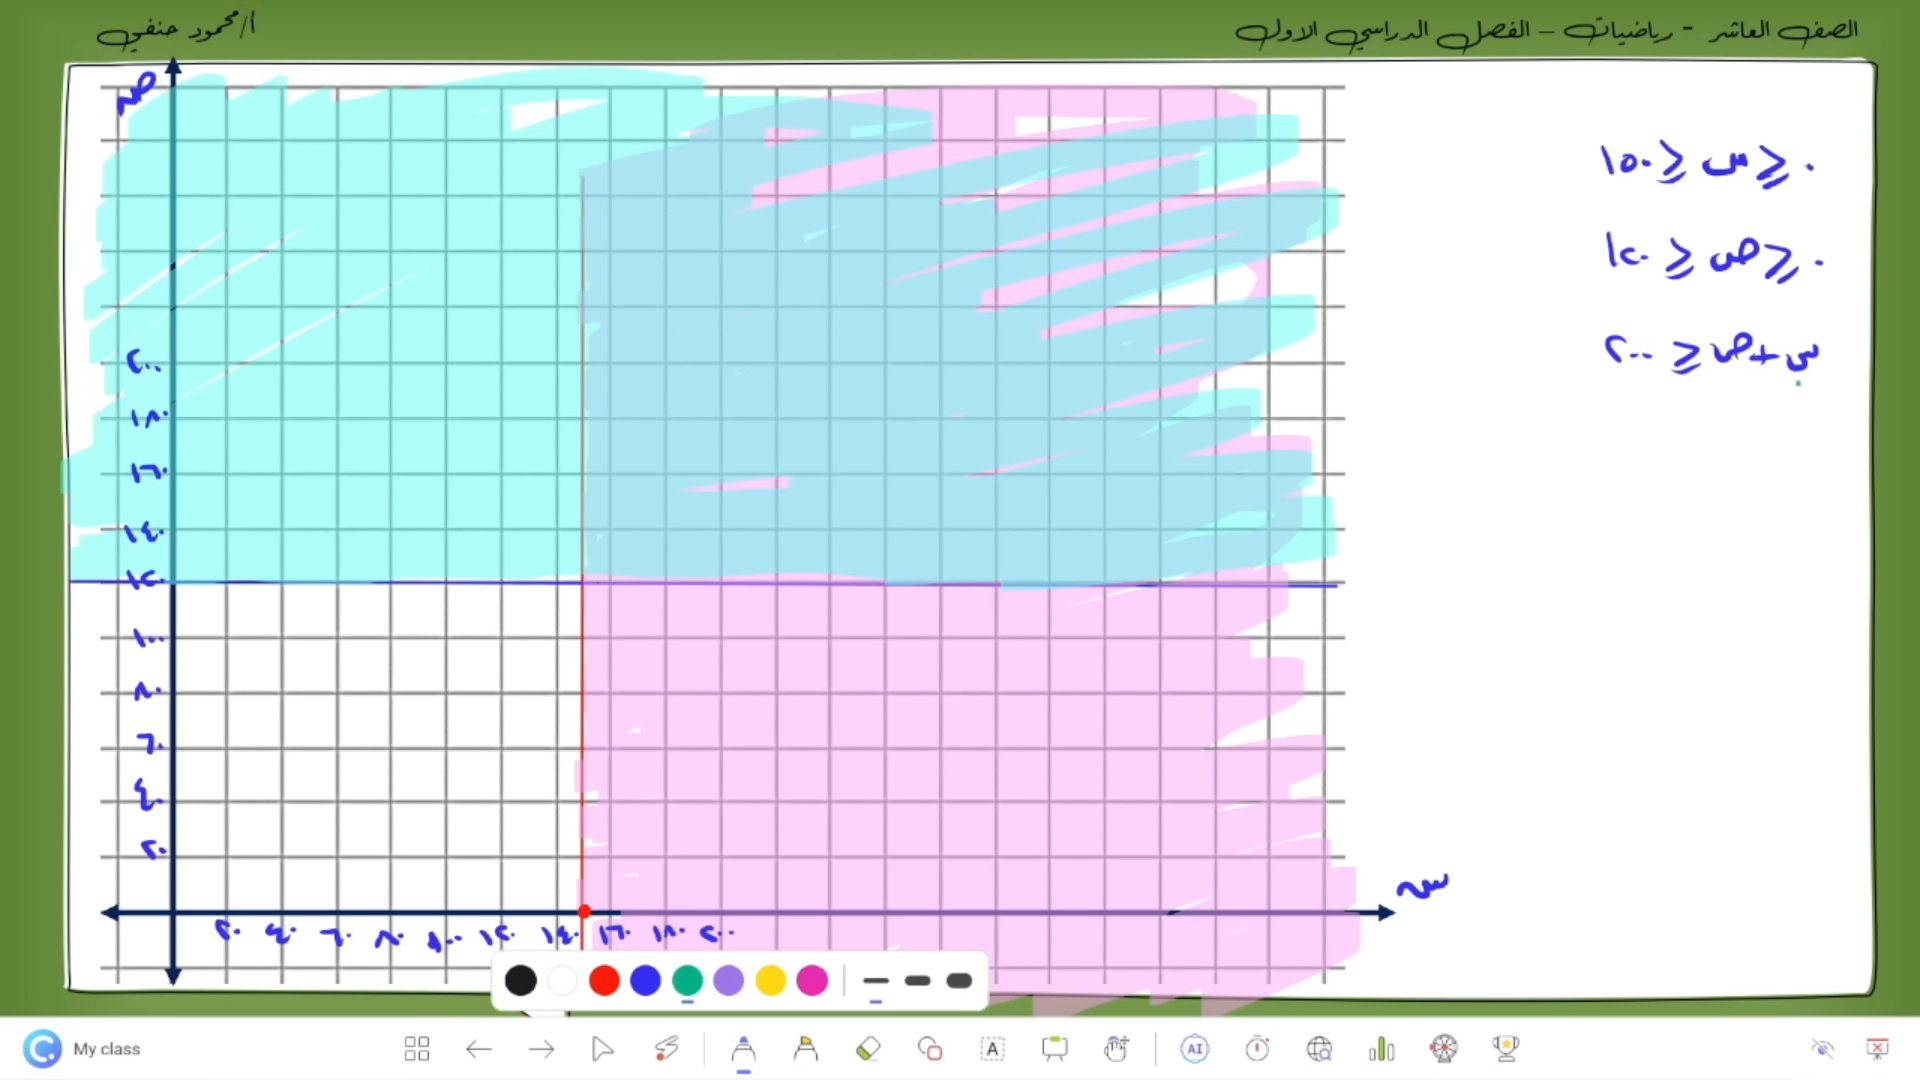 الصف العاشر - رياضيات – الفصل الدراسي الاول
أ/محمود حنفي
ص
٠ ≤ س ≤ ١٥٠
٠ ≤ ص ≤ ١٢٠
س + ص ≤ ٢٠٠
٢٠٠
١٨٠
١٦٠
١٤٠
١٢٠
١٠٠
٨٠
٦٠
٤٠
٢٠
س
٢٠ ٤٠ ٦٠ ٨٠ ١٠٠ ١٢٠ ١٤٠ ١٦٠ ١٨٠ ٢٠٠
My class
A
AI